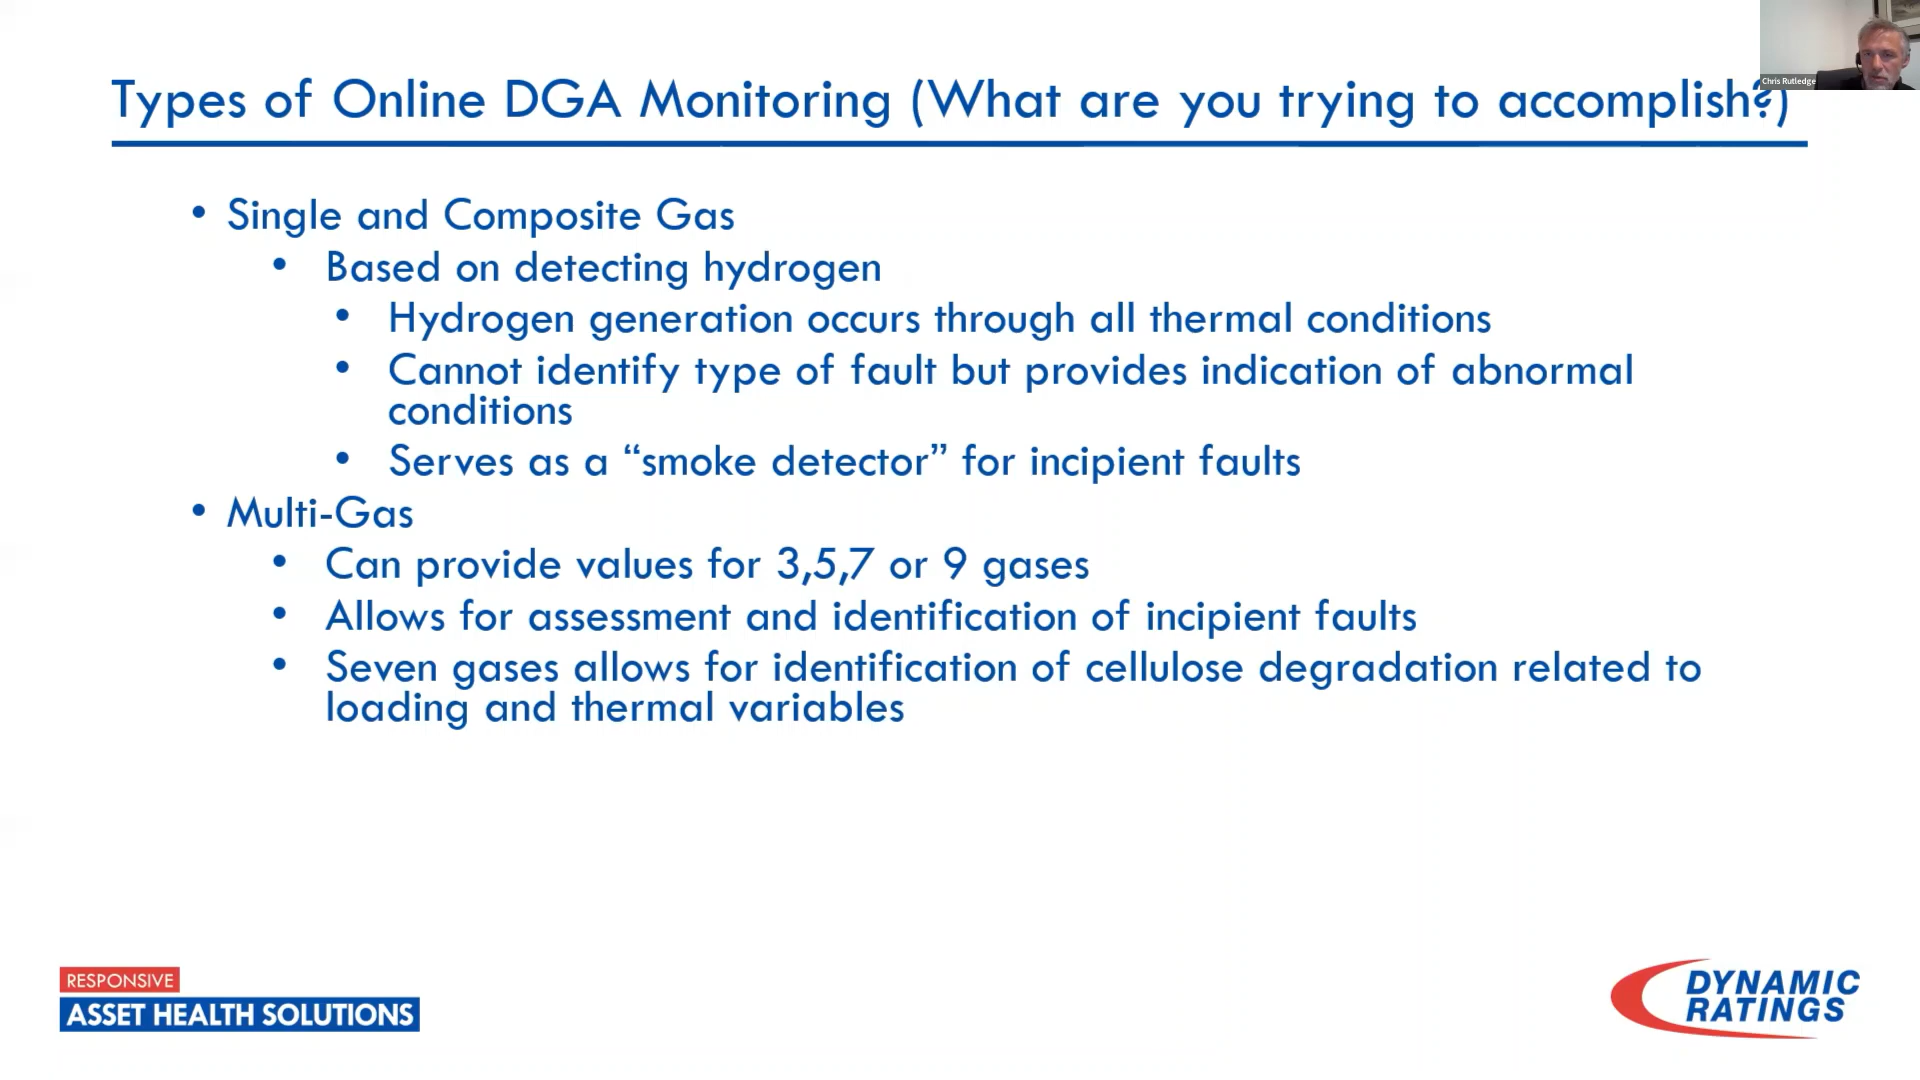 Chris Rutledge
Types of Online DGA Monitoring (What are you trying to accomplish?)
• Single and Composite Gas
• Based on detecting hydrogen
• Hydrogen generation occurs through all thermal conditions
• Cannot identify type of fault but provides indication of abnormal
conditions
• Serves as a “smoke detector” for incipient faults
• Multi-Gas
• Can provide values for 3,5,7 or 9 gases
• Allows for assessment and identification of incipient faults
• Seven gases allows for identification of cellulose degradation related to
loading and thermal variables
RESPONSIVE
ASSET HEALTH SOLUTIONS
DYNAMIC
RATINGS